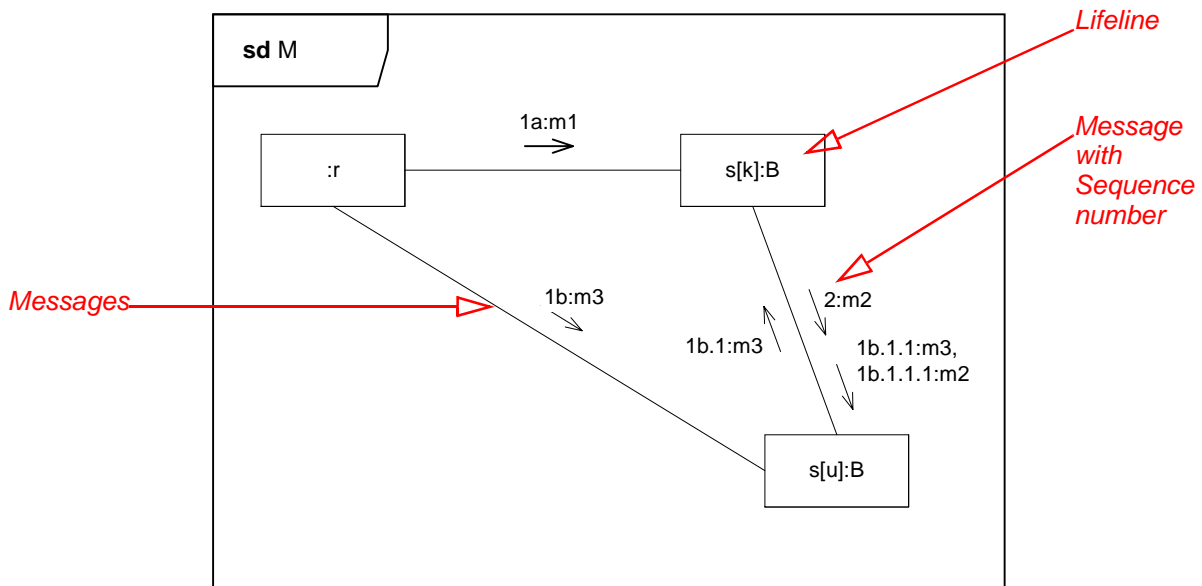 Lifeline
sd M
1a:m1
Message
with
Sequence
number
:r
s[k]:B
Messages
1b:m3
2:m2
1b.1:m3
1b.1.1:m3,
1b.1.1.1:m2
s[u]:B